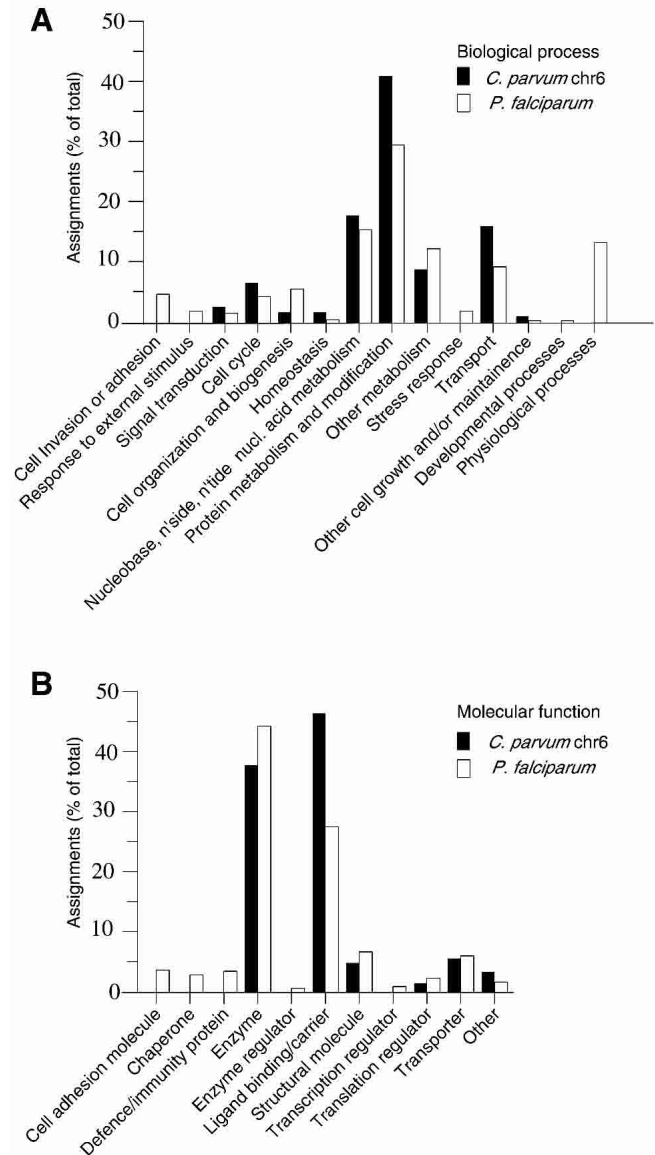 A
50
40
30
20
10
0
Assignments (% of total)
Biological process
C. parvum chr6
P. falciparum
Cell Invasion or adhesion
Response to external stimulus
Signal transduction
Cell cycle
Cell organization and biogenesis
Homeostasis
Nucleobase, n'side, n'tide nucl. acid metabolism
Protein metabolism and modification
Other metabolism
Stress response
Transport
Other cell growth and/or maintainence
Developmental processes
Physiological processes
B
50
40
30
20
10
0
Assignments (% of total)
Molecular function
C. parvum chr6
P. falciparum
Cell adhesion molecule
Chaperone
Defence/immunity protein
Enzyme
Enzyme regulator
Ligand binding/carrier
Structural molecule
Transcription regulator
Translation regulator
Transporter
Other